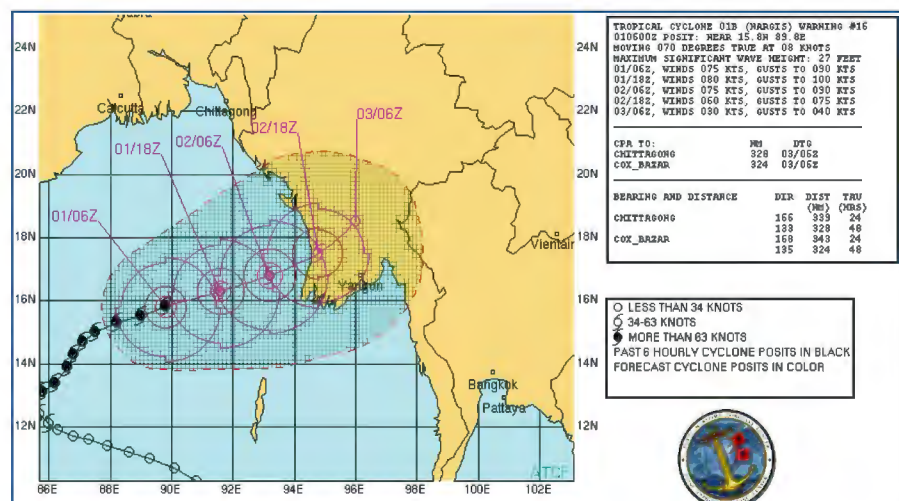 24N
22N
20N
18N
16N
14N
12N
86E
88E
90E
92E
94E
96E
98E
100E
102E
Calcutta
Chittagong
Yangon
Vientian
Bangkok
Pattaya
01/06Z
01/18Z
02/06Z
02/18Z
03/06Z
ATCF
24N
22N
20N
18N
16N
14N
12N
TROPICAL CYCLONE 01B (NARGIS) WARNING #16
010600Z POSIT: NEAR 15.8N 89.8E
MOVING 070 DEGREES TRUE AT 08 KNOTS
MAXIMUM SIGNIFICANT WAVE HEIGHT: 27 FEET
01/06Z, WINDS 075 KTS, GUSTS TO 090 KTS
01/18Z, WINDS 080 KTS, GUSTS TO 100 KTS
02/06Z, WINDS 075 KTS, GUSTS TO 090 KTS
02/18Z, WINDS 060 KTS, GUSTS TO 075 KTS
03/06Z, WINDS 030 KTS, GUSTS TO 040 KTS
CPA TO: NM DTG
CHITTAGONG 328 03/06Z
COX_BAZAR 324 03/06Z
BEARING AND DISTANCE DIR DIST TAU
(NM) (HRS)
CHITTAGONG 166 339 24
133 328 48
COX_BAZAR 168 343 24
135 324 48
LESS THAN 34 KNOTS
34-63 KNOTS
MORE THAN 63 KNOTS
PAST 6 HOURLY CYCLONE POSITS IN BLACK
FORECAST CYCLONE POSITS IN COLOR